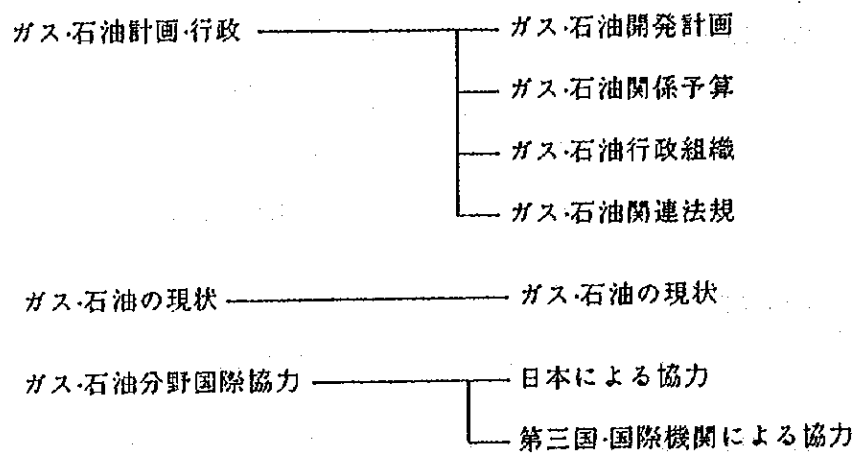 ガス・石油計画・行政 ガス・石油開発計画
ガス・石油関係予算
ガス・石油行政組織
ガス・石油関連法規
ガス・石油の現状 ガス・石油の現状
ガス・石油分野国際協力 日本による協力
第三国・国際機関による協力